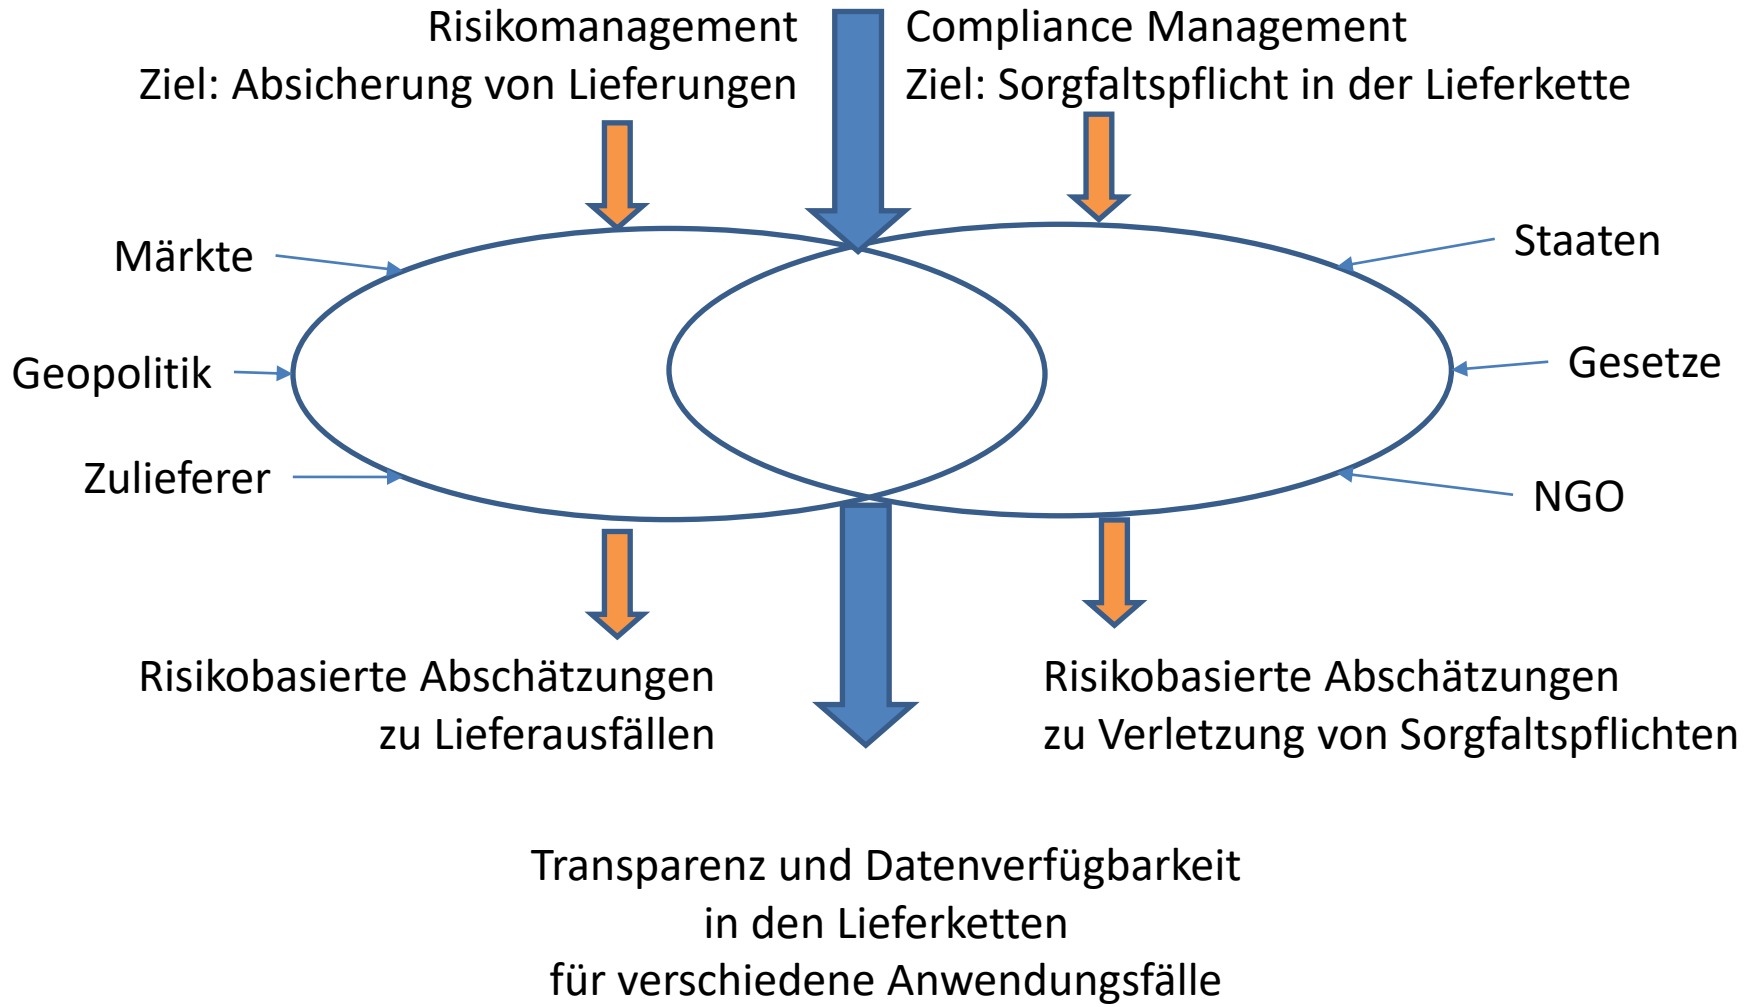 Risikomanagement
Ziel: Absicherung von Lieferungen
Compliance Management
Ziel: Sorgfaltspflicht in der Lieferkette
Märkte
Geopolitik
Zulieferer
Staaten
Gesetze
NGO
Risikobasierte Abschätzungen
zu Lieferausfällen
Risikobasierte Abschätzungen
zu Verletzung von Sorgfaltspflichten
Transparenz und Datenverfügbarkeit
in den Lieferketten
für verschiedene Anwendungsfälle